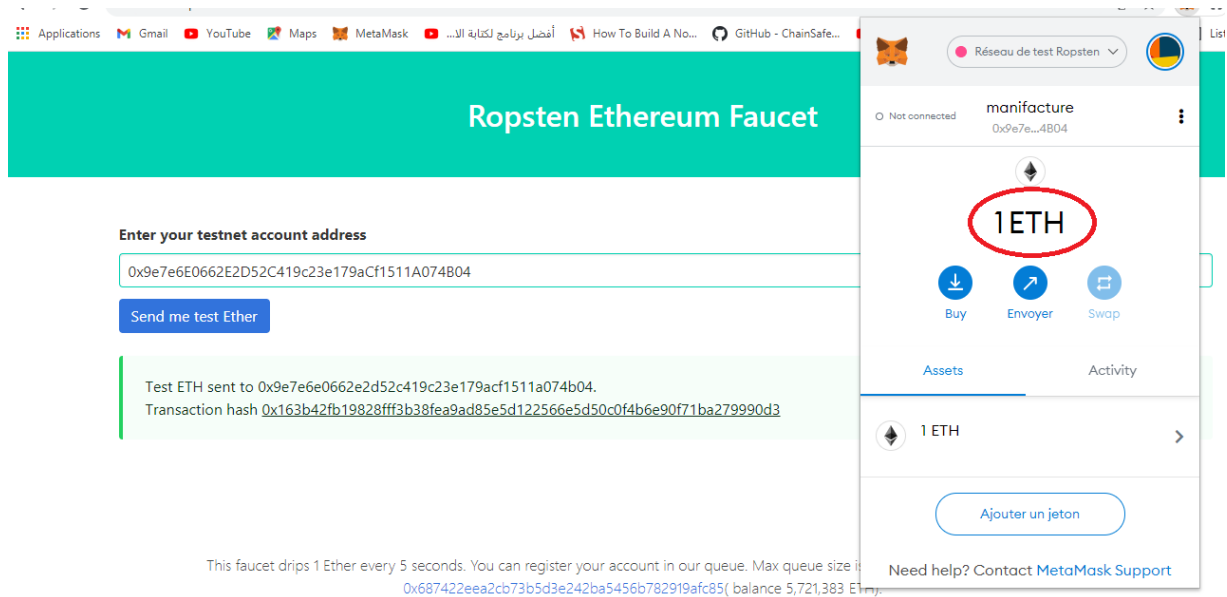 Applications Gmail YouTube Maps MetaMask أفضل برنامج لكتابة الا... How To Build A No... GitHub - ChainSafe... List
Ropsten Ethereum Faucet
Enter your testnet account address
0x9e7e6E0662E2D52C419c23e179aCf1511A074B04
Send me test Ether
Test ETH sent to 0x9e7e6e0662e2d52c419c23e179acf1511a074b04.
Transaction hash 0x163b42fb19828fff3b38fea9ad85e5d122566e5d50c0f4b6e90f71ba279990d3
This faucet drips 1 Ether every 5 seconds. You can register your account in our queue. Max queue size
0x687422eea2cb73b5d3e242ba5456b782919afc85( balance 5,721,383 ETH).
Réseau de test Ropsten
Not connected
manifacture
0x9e7e...4B04
1 ETH
Buy Envoyer Swap
Assets Activity
1 ETH
Ajouter un jeton
Need help? Contact MetaMask Support